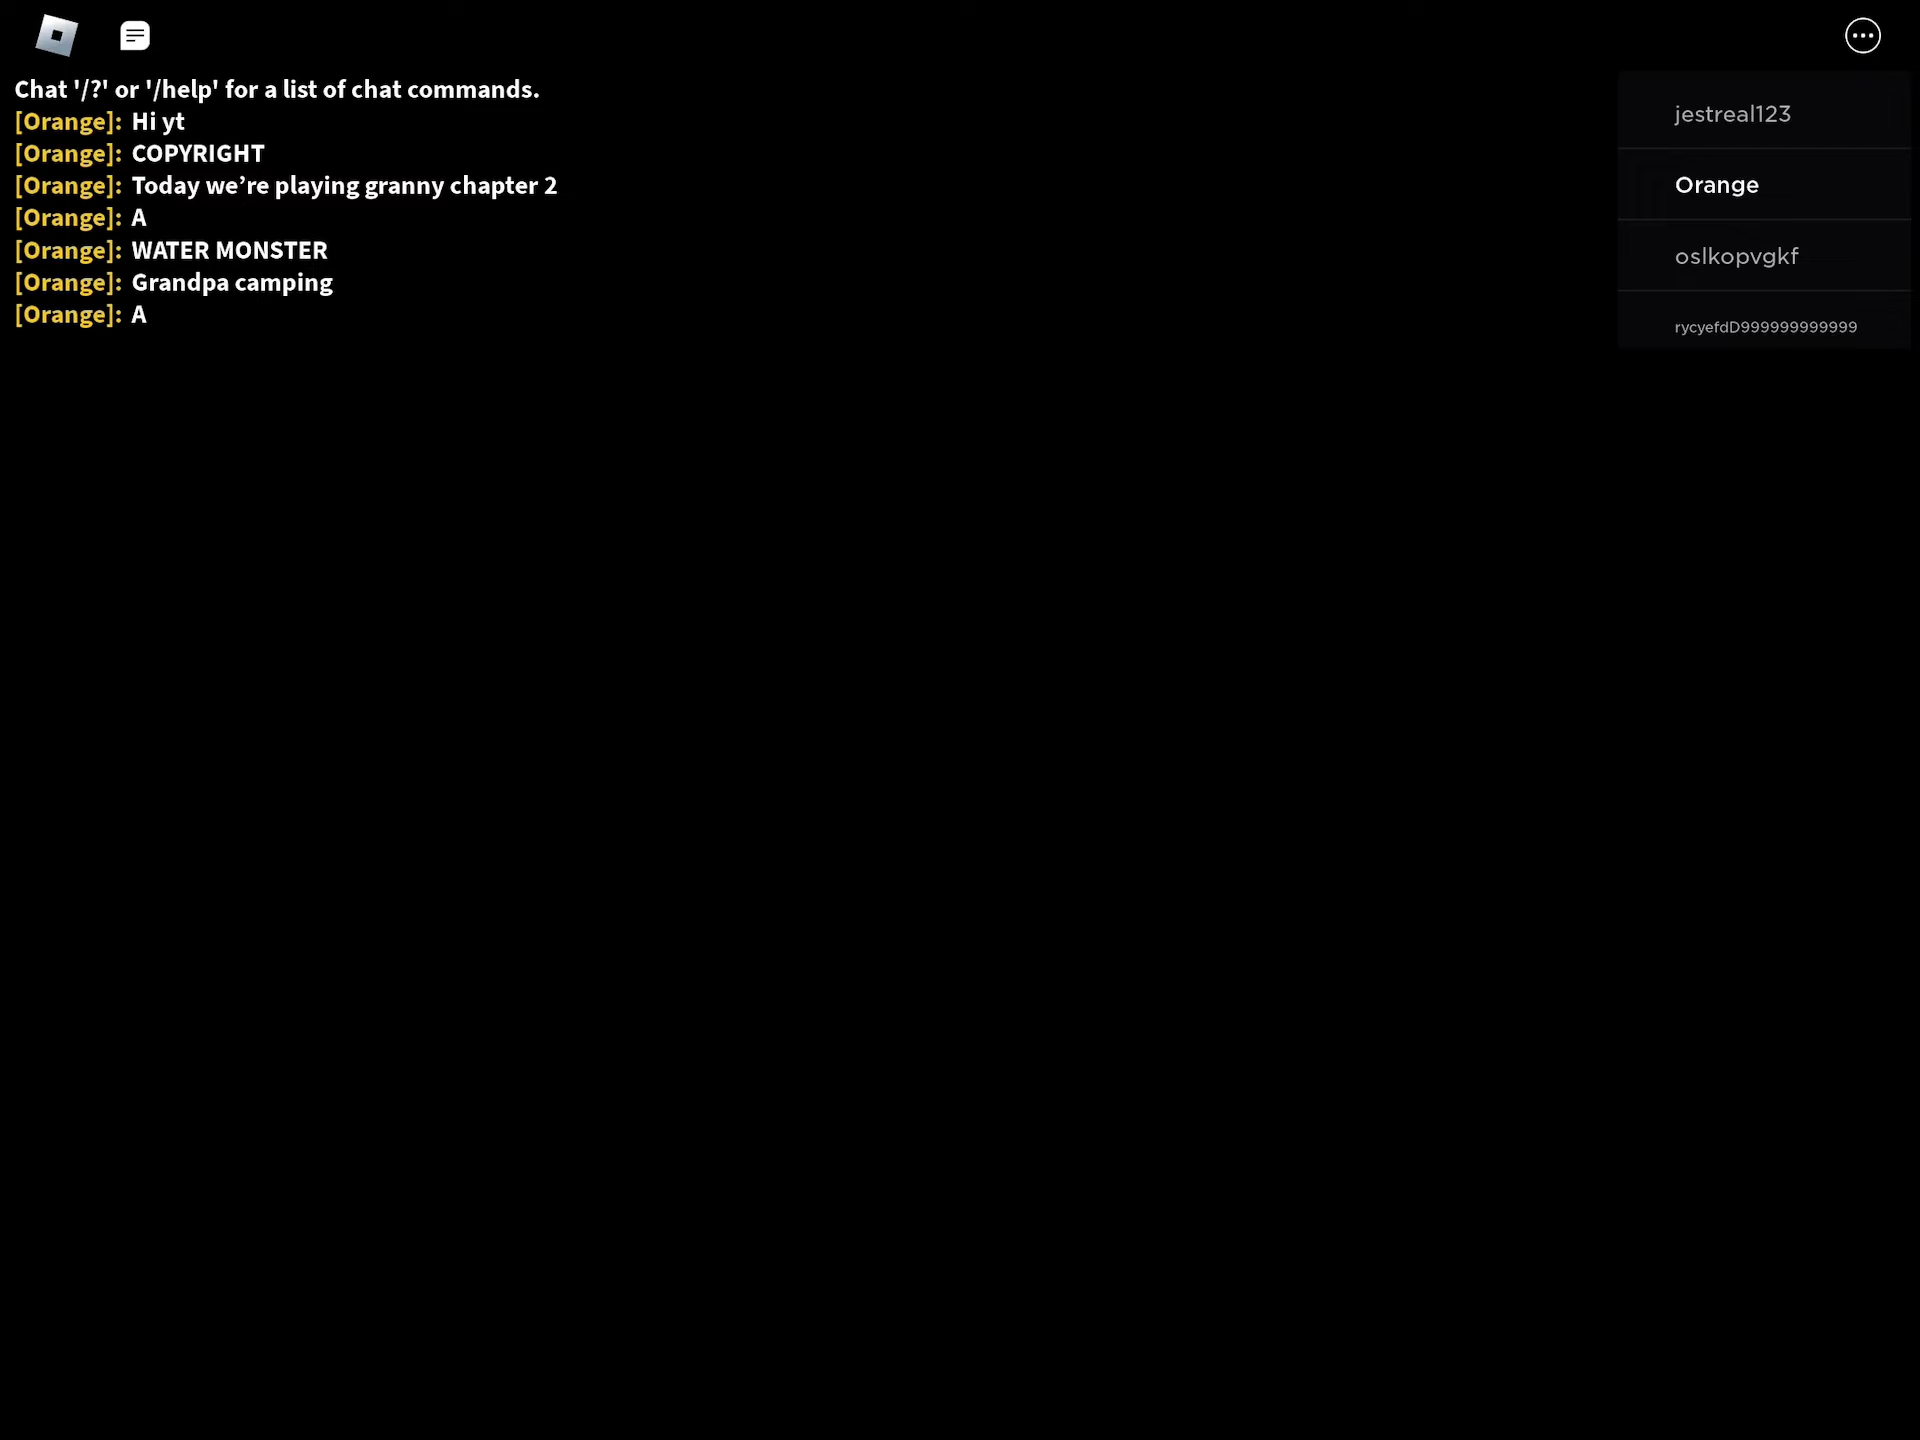 Chat '/?' or '/help' for a list of chat commands.
[Orange]: Hi yt
[Orange]: COPYRIGHT
[Orange]: Today we’re playing granny chapter 2
[Orange]: A
[Orange]: WATER MONSTER
[Orange]: Grandpa camping
[Orange]: A
jestreal123
Orange
oslkopvgkf
rycyefdD999999999999